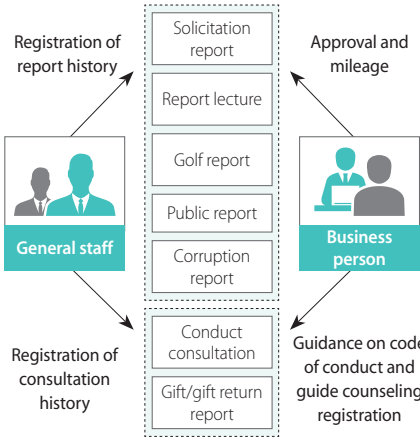 Registration of
report history
Solicitation
report
Approval and
mileage
Report lecture
Golf report
Public report
Corruption
report
General staff
Business
person
Registration of
consultation
history
Conduct
consultation
Gift/gift return
report
Guidance on code
of conduct and
guide counseling
registration